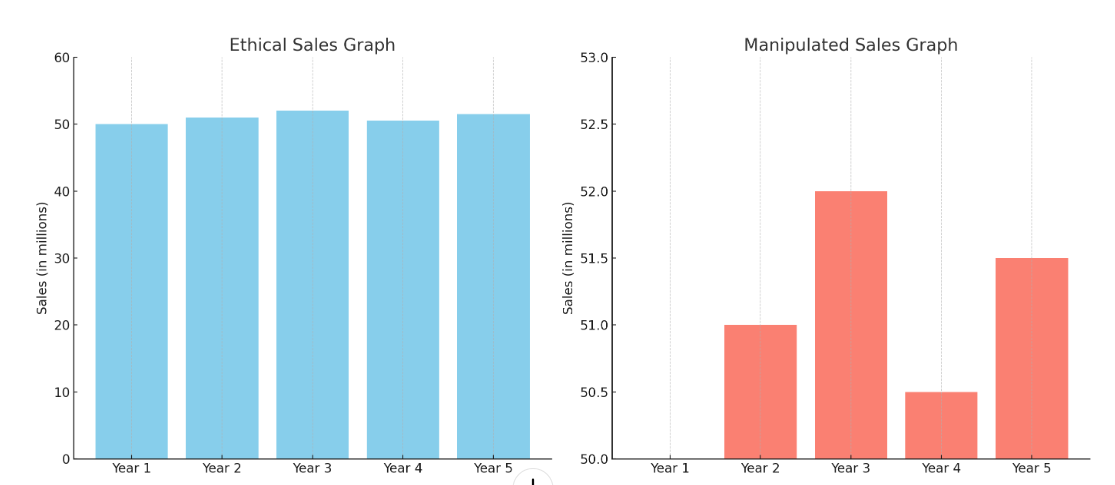 Ethical Sales Graph
Sales (in millions)
60
50
40
30
20
10
0
Year 1 Year 2 Year 3 Year 4 Year 5
Manipulated Sales Graph
Sales (in millions)
53.0
52.5
52.0
51.5
51.0
50.5
50.0
Year 1 Year 2 Year 3 Year 4 Year 5